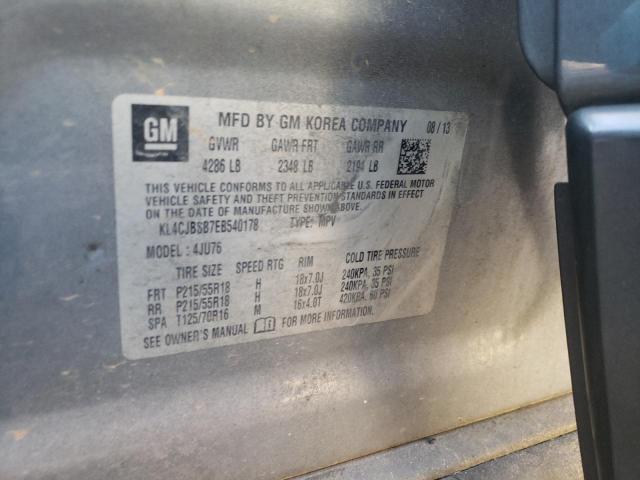 GM
MFD BY GM KOREA COMPANY 08/13
GVWR GAWR FRT GAWR RR
4286 LB 2348 LB 2194 LB
THIS VEHICLE CONFORMS TO ALL APPLICABLE U.S. FEDERAL MOTOR
VEHICLE SAFETY AND THEFT PREVENTION STANDARDS IN EFFECT
ON THE DATE OF MANUFACTURE SHOWN ABOVE.
KL4CJBSB7EB540178 TYPE: MPV
MODEL: 4JU76
TIRE SIZE SPEED RTG RIM COLD TIRE PRESSURE
FRT P215/55R18 H 18x7.0J 240KPA, 35 PSI
RR P215/55R18 H 18x7.0J 240KPA, 35 PSI
SPA T125/70R16 M 16x4.0T 420KPA, 60 PSI
SEE OWNER'S MANUAL FOR MORE INFORMATION.